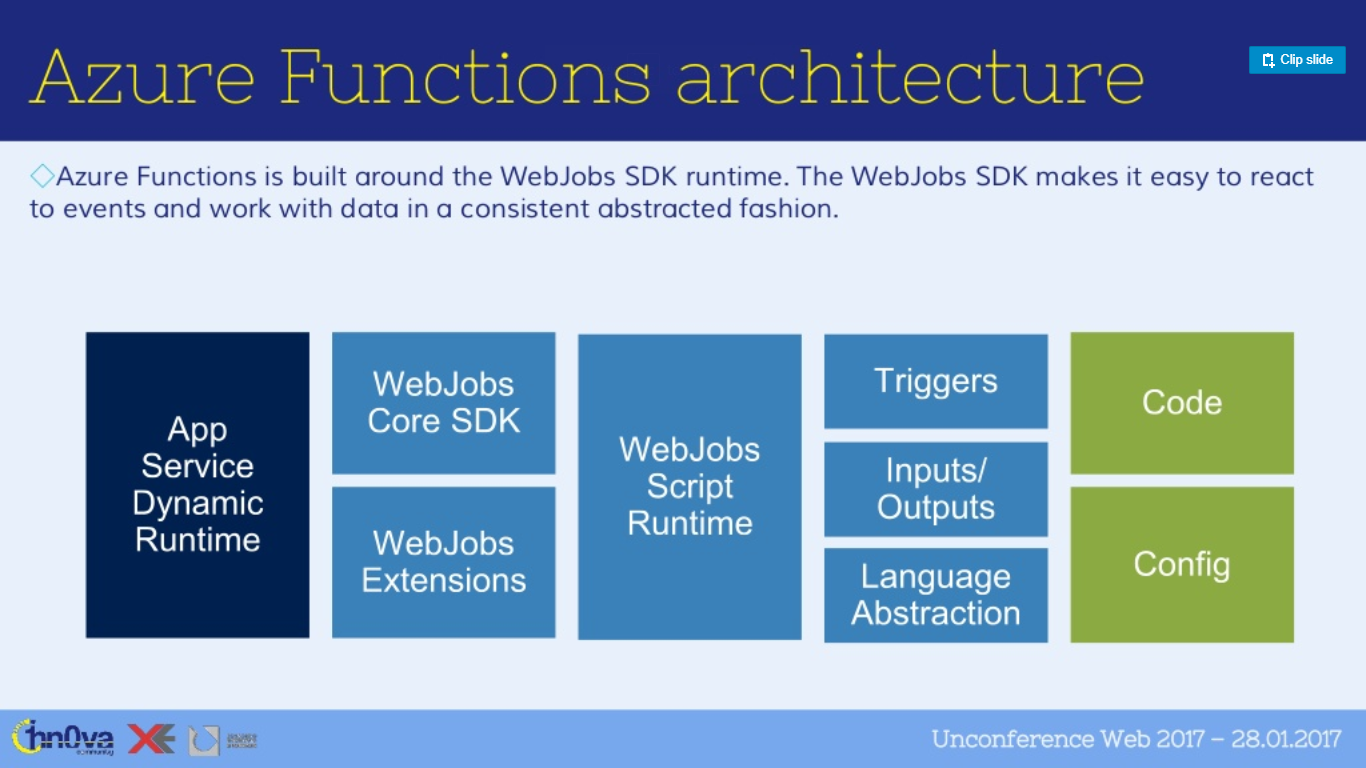 Azure Functions architecture
Clip slide
◇Azure Functions is built around the WebJobs SDK runtime. The WebJobs SDK makes it easy to react
to events and work with data in a consistent abstracted fashion.
App
Service
Dynamic
Runtime
WebJobs
Core SDK
WebJobs
Extensions
WebJobs
Script
Runtime
Triggers
Inputs/
Outputs
Language
Abstraction
Code
Config
1nn0va
community
Unconference Web 2017 – 28.01.2017